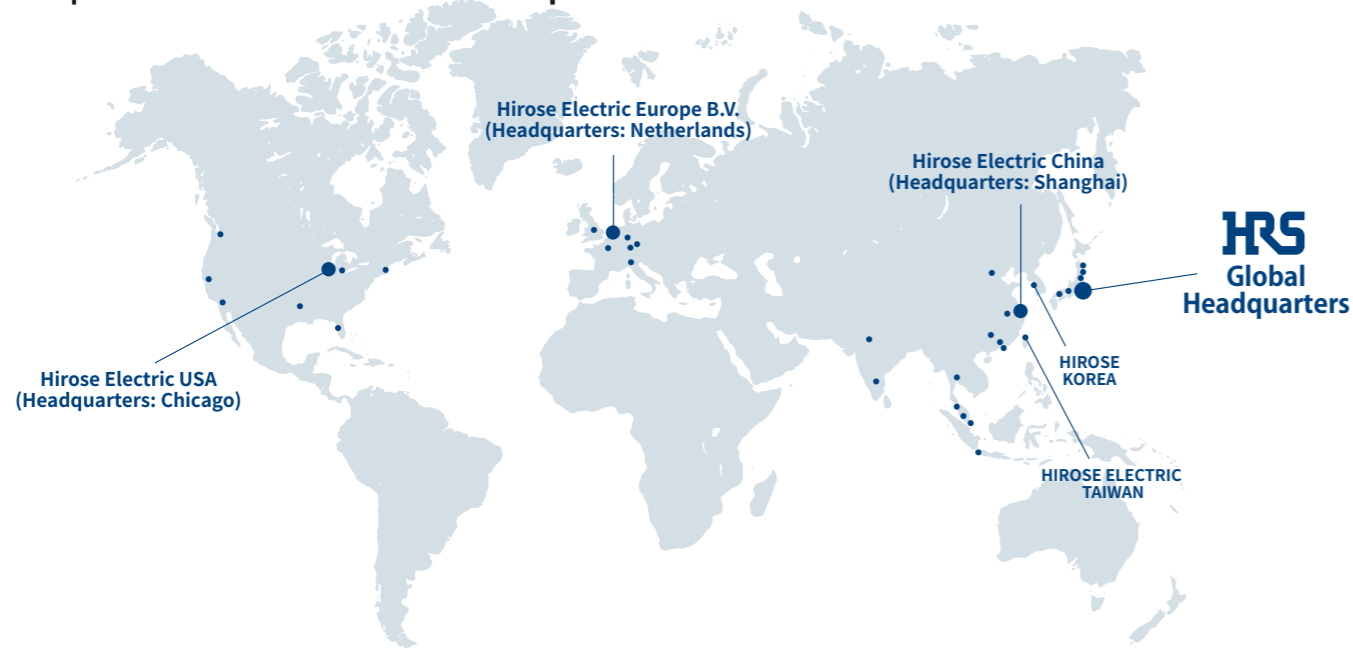 Hirose Electric Europe B.V.
(Headquarters: Netherlands)
Hirose Electric China
(Headquarters: Shanghai)
HRS
Global
Headquarters
HIROSE
KOREA
Hirose Electric USA
(Headquarters: Chicago)
HIROSE ELECTRIC
TAIWAN